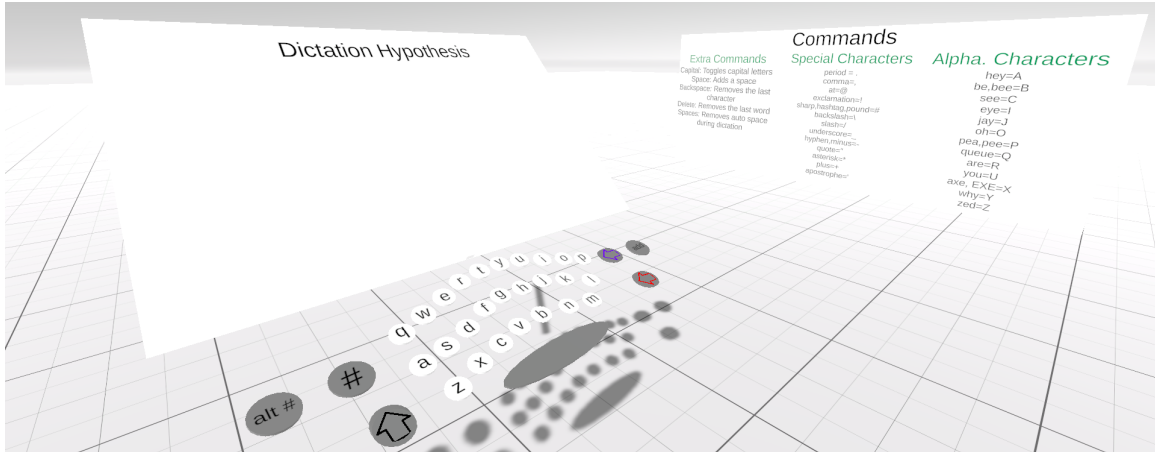 Dictation Hypothesis
Commands
Extra Commands
Capital: Toggles capital letters
Space: Adds a space
Backspace: Removes the last
character
Delete: Removes the last word
Spaces: Removes auto space
during dictation
Special Characters
period = .
comma=,
at=@
exclamation=!
sharp,hashtag,pound=#
backslash=\
slash=/
underscore=_
hyphen,minus=-
quote="
asterisk=*
plus=+
apostrophe='
Alpha. Characters
hey=A
be,bee=B
see=C
eye=I
jay=J
oh=O
pea,pee=P
queue=Q
are=R
you=U
axe, EXE=X
why=Y
zed=Z
q w e r t y u i o p
a s d f g h j k l
z x c v b n m
#
alt #